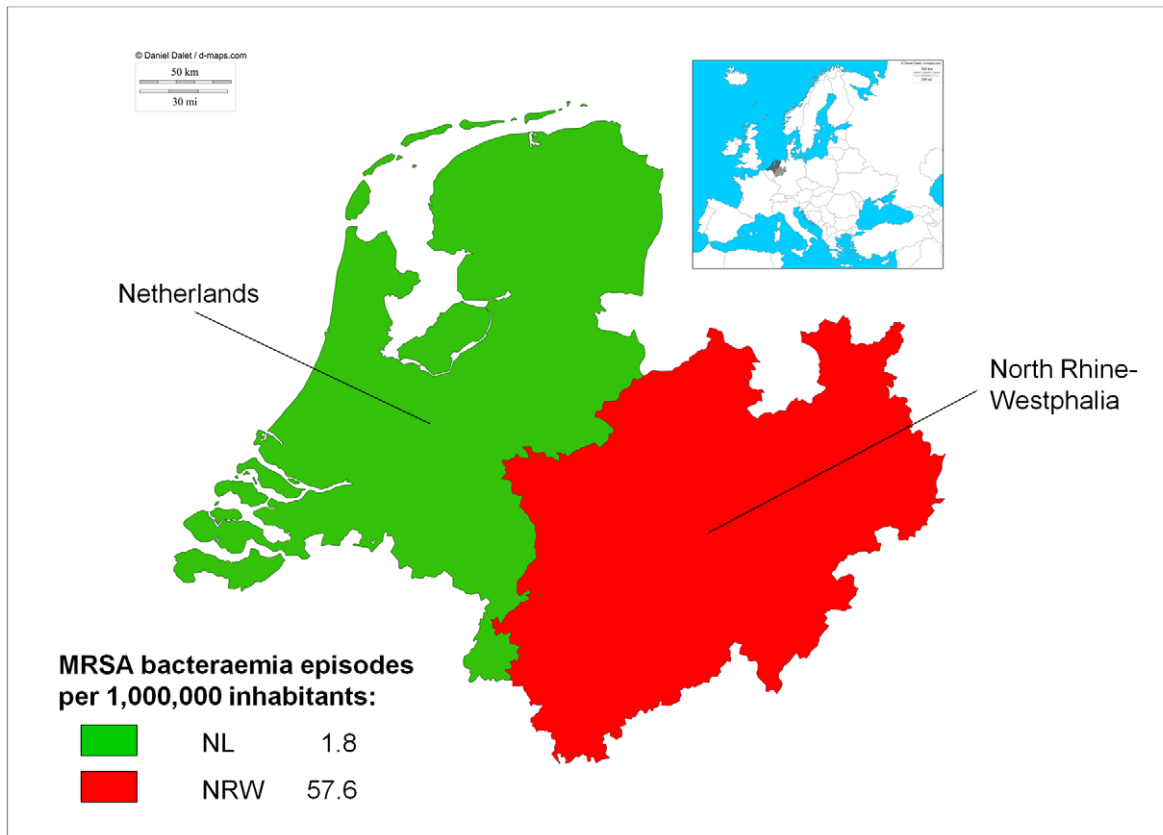 © Daniel Dalet / d-maps.com
50 km
30 mi
Netherlands
North Rhine-
Westphalia
MRSA bacteraemia episodes
per 1,000,000 inhabitants:
NL 1.8
NRW 57.6